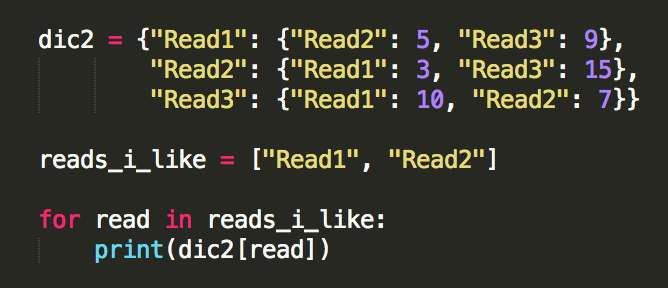 dic2 = {"Read1": {"Read2": 5, "Read3": 9},
        "Read2": {"Read1": 3, "Read3": 15},
        "Read3": {"Read1": 10, "Read2": 7}}

reads_i_like = ["Read1", "Read2"]

for read in reads_i_like:
    print(dic2[read])